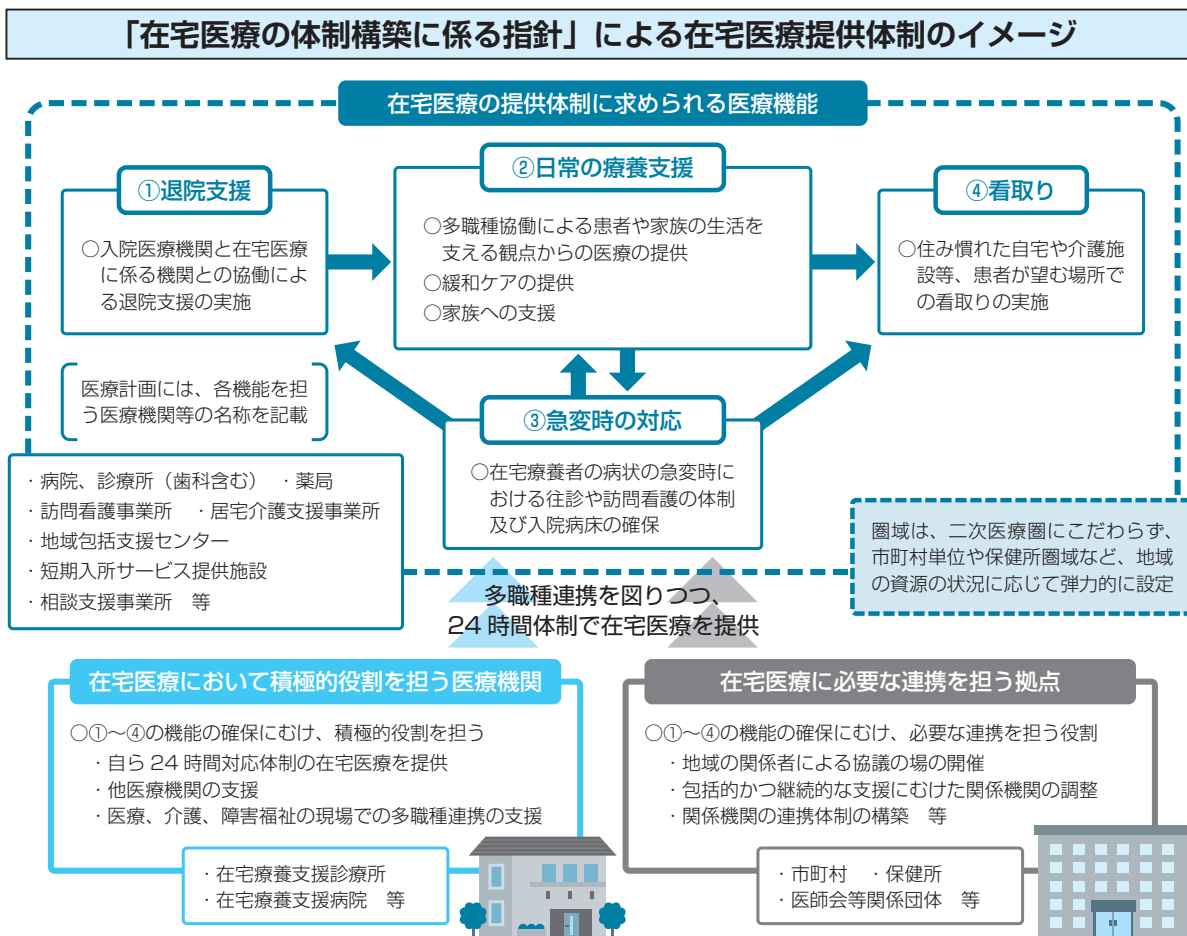 「在宅医療の体制構築に係る指針」による在宅医療提供体制のイメージ
在宅医療の提供体制に求められる医療機能
①退院支援
○入院医療機関と在宅医療
に係る機関との協働によ
る退院支援の実施
②日常の療養支援
○多職種協働による患者や家族の生活を
支える観点からの医療の提供
○緩和ケアの提供
○家族への支援
④看取り
○住み慣れた自宅や介護施
設等、患者が望む場所で
の看取りの実施
医療計画には、各機能を担
う医療機関等の名称を記載
③急変時の対応
○在宅療養者の病状の急変時に
おける往診や訪問看護の体制
及び入院病床の確保
・病院、診療所（歯科含む）　・薬局
・訪問看護事業所　・居宅介護支援事業所
・地域包括支援センター
・短期入所サービス提供施設
・相談支援事業所　等
圏域は、二次医療圏にこだわらず、
市町村単位や保健所圏域など、地域
の資源の状況に応じて弾力的に設定
多職種連携を図りつつ、
24 時間体制で在宅医療を提供
在宅医療において積極的役割を担う医療機関
○①～④の機能の確保にむけ、積極的役割を担う
・自ら 24 時間対応体制の在宅医療を提供
・他医療機関の支援
・医療、介護、障害福祉の現場での多職種連携の支援
・在宅療養支援診療所
・在宅療養支援病院　等
在宅医療に必要な連携を担う拠点
○①～④の機能の確保にむけ、必要な連携を担う役割
・地域の関係者による協議の場の開催
・包括的かつ継続的な支援にむけた関係機関の調整
・関係機関の連携体制の構築　等
・市町村　・保健所
・医師会等関係団体　等